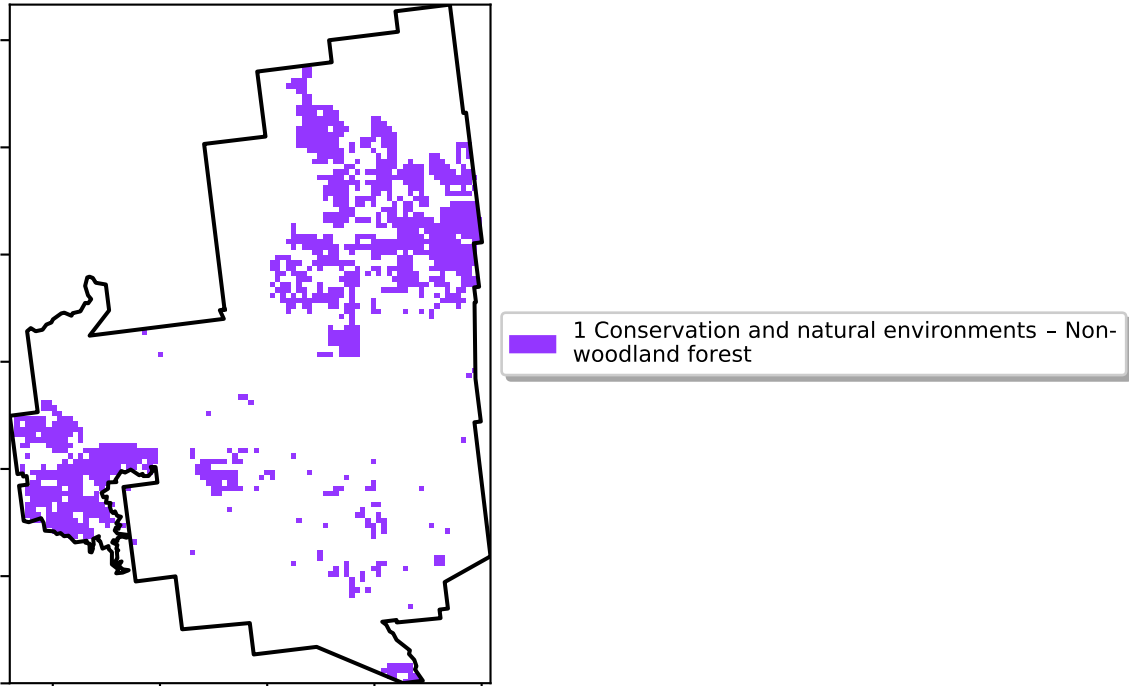 1 Conservation and natural environments – Non-
woodland forest